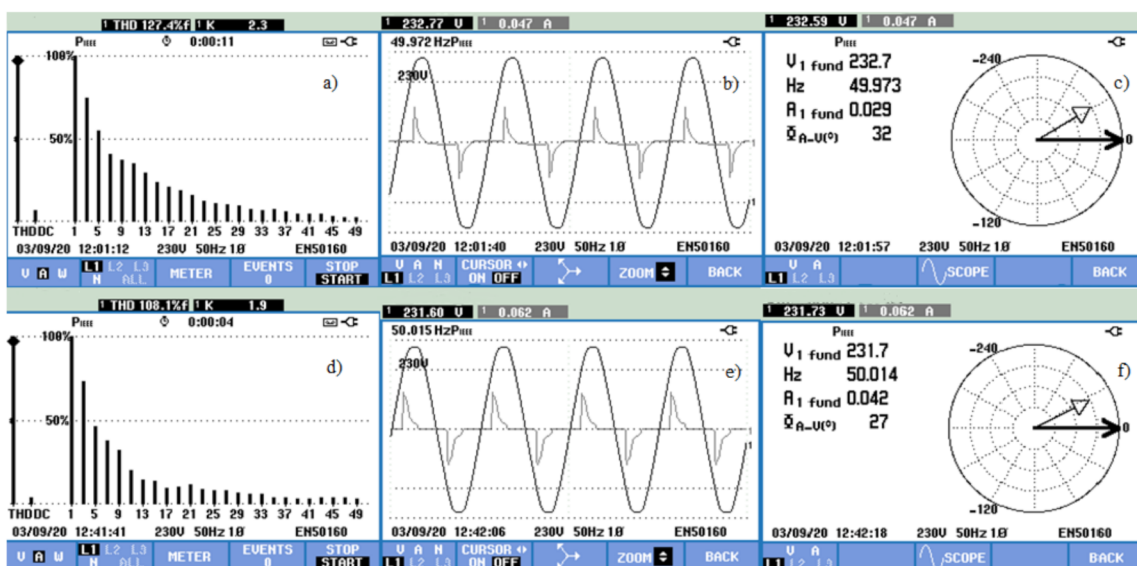 1 THD 127.4%f 1 K 2.3
PIEEE 0:00:11
100%
a)
50%
THDDC 1 5 9 13 17 21 25 29 33 37 41 45 49
03/09/20 12:01:12 230V 50Hz 1Ø EN50160
V A W L1 L2 L3 N ALL METER EVENTS 0 STOP START
1 232.77 V 1 0.047 A
49.972 HzPIEEE
230V
b)
1
03/09/20 12:01:40 230V 50Hz 1Ø EN50160
V A N L1 L2 L3 CURSOR ON OFF ZOOM BACK
1 232.59 V 1 0.047 A
PIEEE
V1 fund 232.7
Hz 49.973
A1 fund 0.029
ΦA-V(°) 32
-240
c)
0
-120
03/09/20 12:01:57 230V 50Hz 1Ø EN50160
V A L1 L2 L3 SCOPE BACK
1 THD 108.1%f 1 K 1.9
PIEEE 0:00:04
100%
d)
50%
THDDC 1 5 9 13 17 21 25 29 33 37 41 45 49
03/09/20 12:41:41 230V 50Hz 1Ø EN50160
V A W L1 L2 L3 N ALL METER EVENTS 0 STOP START
1 231.60 V 1 0.062 A
50.015 HzPIEEE
230V
e)
1
03/09/20 12:42:06 230V 50Hz 1Ø EN50160
V A N L1 L2 L3 CURSOR ON OFF ZOOM BACK
1 231.73 V 1 0.062 A
PIEEE
V1 fund 231.7
Hz 50.014
A1 fund 0.042
ΦA-V(°) 27
-240
f)
0
-120
03/09/20 12:42:18 230V 50Hz 1Ø EN50160
V A L1 L2 L3 SCOPE BACK